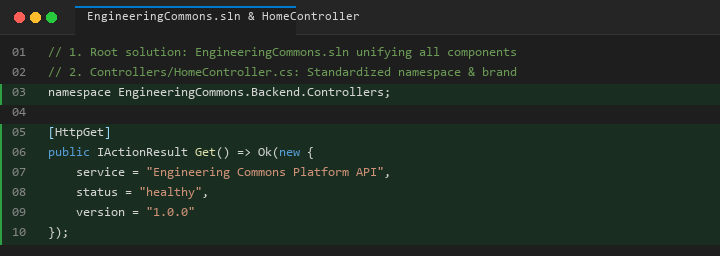 EngineeringCommons.sln & HomeController
01 // 1. Root solution: EngineeringCommons.sln unifying all components
02 // 2. Controllers/HomeController.cs: Standardized namespace & brand
03 namespace EngineeringCommons.Backend.Controllers;
04
05 [HttpGet]
06 public IActionResult Get() => Ok(new {
07     service = "Engineering Commons Platform API",
08     status = "healthy",
09     version = "1.0.0"
10 });